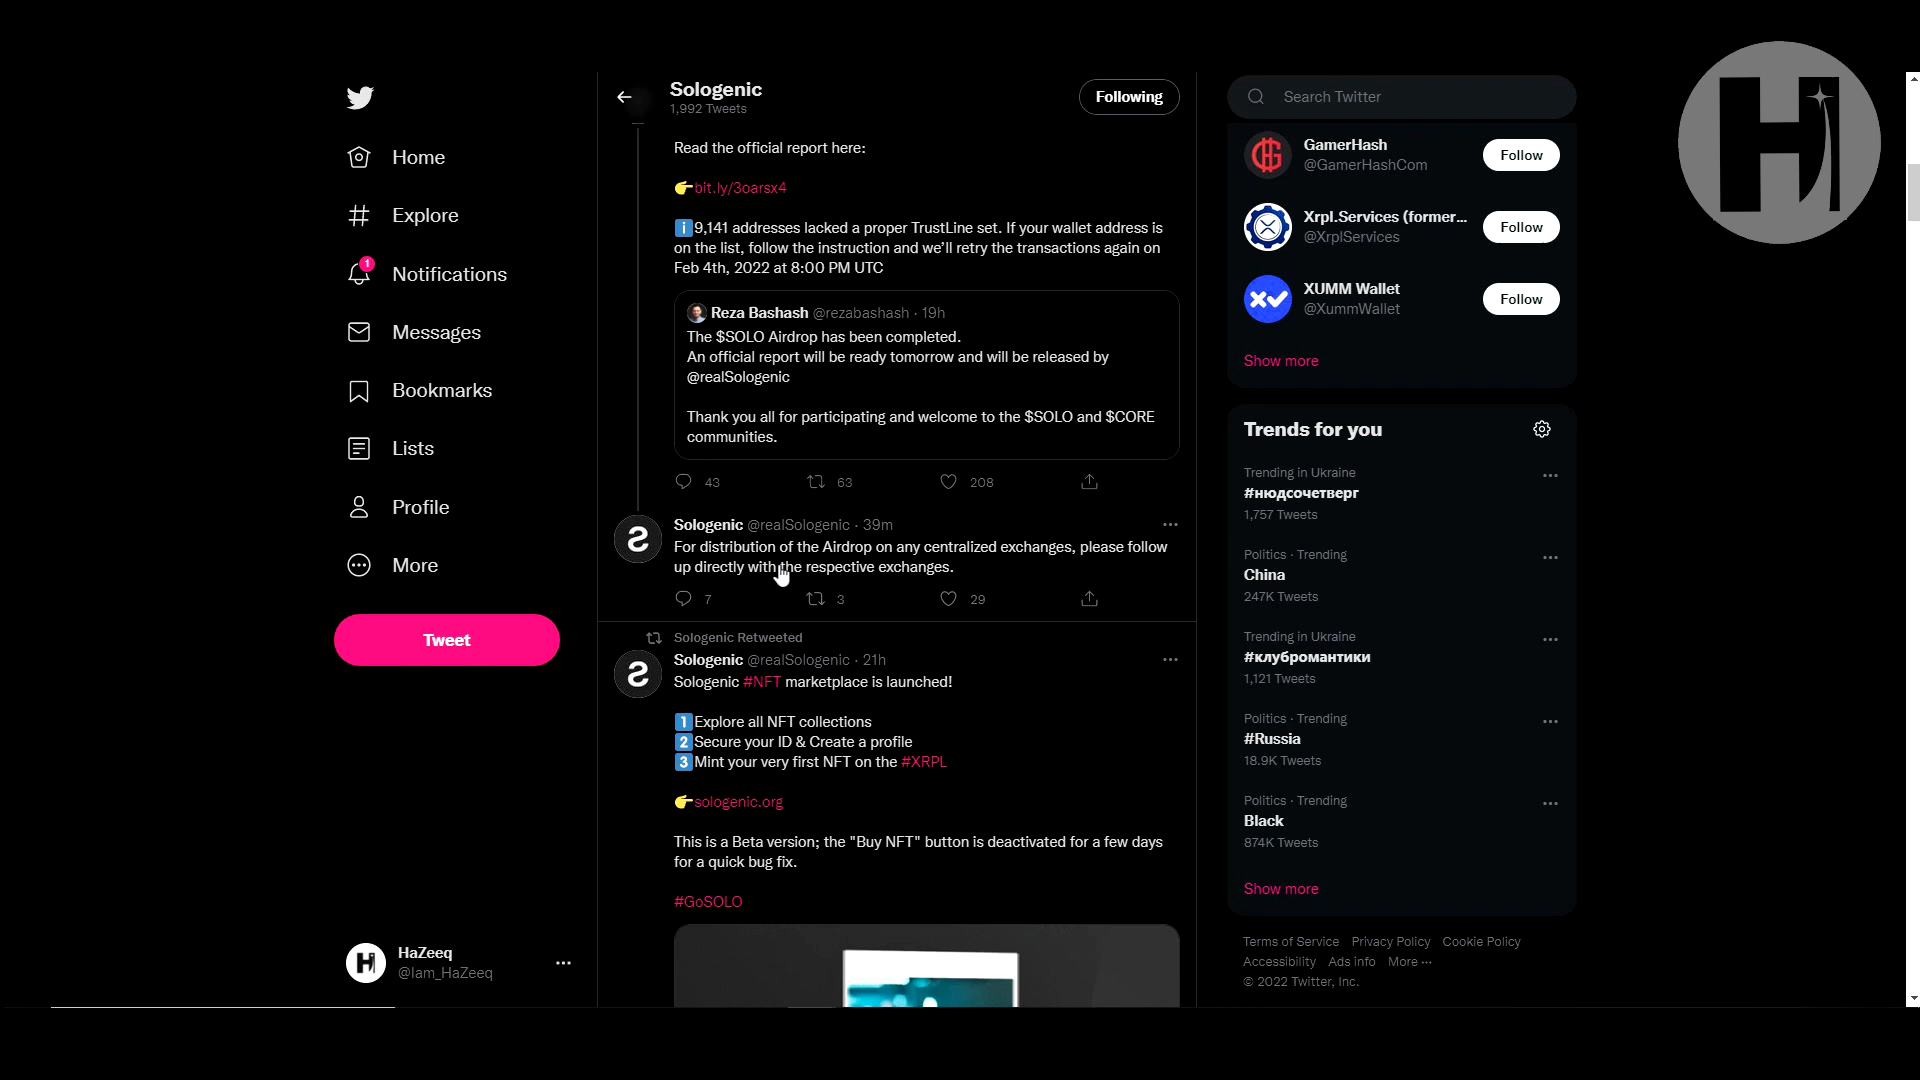 Home
Explore
1
Notifications
Messages
Bookmarks
Lists
Profile
More
Tweet
HaZeeq
@Iam_HaZeeq
Sologenic
1,992 Tweets
Following
Read the official report here:
👉bit.ly/3oarsx4
ℹ️9,141 addresses lacked a proper TrustLine set. If your wallet address is
on the list, follow the instruction and we'll retry the transactions again on
Feb 4th, 2022 at 8:00 PM UTC
Reza Bashash @rezabashash · 19h
The $SOLO Airdrop has been completed.
An official report will be ready tomorrow and will be released by
@realSologenic
Thank you all for participating and welcome to the $SOLO and $CORE
communities.
43 63 208
Sologenic @realSologenic · 39m
For distribution of the Airdrop on any centralized exchanges, please follow
up directly with the respective exchanges.
7 3 29
Sologenic Retweeted
Sologenic @realSologenic · 21h
Sologenic #NFT marketplace is launched!
1️⃣Explore all NFT collections
2️⃣Secure your ID & Create a profile
3️⃣Mint your very first NFT on the #XRPL
👉sologenic.org
This is a Beta version; the "Buy NFT" button is deactivated for a few days
for a quick bug fix.
#GoSOLO
Search Twitter
GamerHash
@GamerHashCom
Follow
Xrpl.Services (former...
@XrplServices
Follow
XUMM Wallet
@XummWallet
Follow
Show more
Trends for you
Trending in Ukraine
#нюдсочетверг
1,757 Tweets
Politics · Trending
China
247K Tweets
Trending in Ukraine
#клубромантики
1,121 Tweets
Politics · Trending
#Russia
18.9K Tweets
Politics · Trending
Black
874K Tweets
Show more
Terms of Service Privacy Policy Cookie Policy
Accessibility Ads info More ···
© 2022 Twitter, Inc.
H